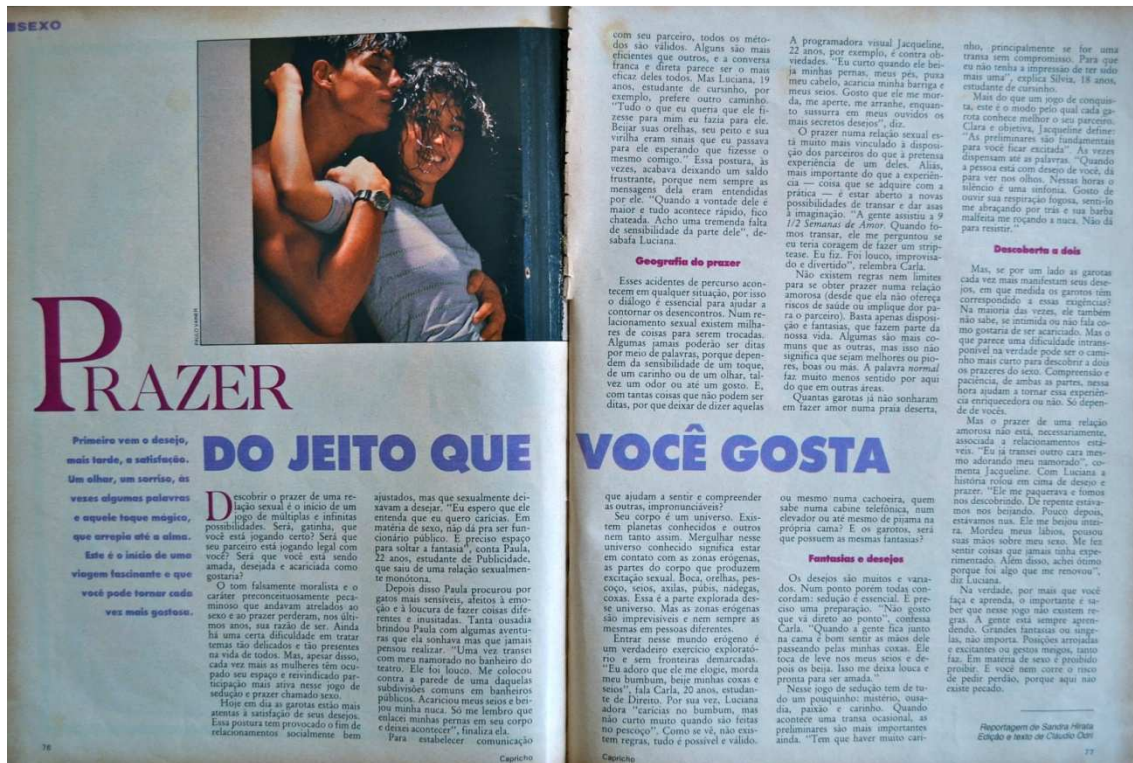 SEXO
PAULO XAVIER
PRAZER
DO JEITO QUE VOCÊ GOSTA
Primeiro vem o desejo,
mais tarde, a satisfação.
Um olhar, um sorriso, às
vezes algumas palavras
e aquele toque mágico,
que arrepia até a alma.
Este é o início de uma
viagem fascinante e que
você pode tornar cada
vez mais gostosa.
Descobrir o prazer de uma re-
lação sexual é o início de um
jogo de múltiplas e infinitas
possibilidades. Será, gatinha, que
você está jogando certo? Será que
seu parceiro está jogando legal com
você? Será que você está sendo
amada, desejada e acariciada como
gostaria?
O tom falsamente moralista e o
caráter preconceituosamente peca-
minoso que andavam atrelados ao
sexo e ao prazer perderam, nos últi-
mos anos, sua razão de ser. Ainda
há uma certa dificuldade em tratar
temas tão delicados e tão presentes
na vida de todos. Mas, apesar disso,
cada vez mais as mulheres têm ocu-
pado seu espaço e reivindicado par-
ticipação mais ativa nesse jogo de
sedução e prazer chamado sexo.
Hoje em dia as garotas estão mais
atentas à satisfação de seus desejos.
Essa postura tem provocado o fim de
relacionamentos socialmente bem
ajustados, mas que sexualmente dei-
xavam a desejar. "Eu espero que ele
entenda que eu quero carícias. Em
matéria de sexo, não dá pra ser fun-
cionário público. É preciso espaço
para soltar a fantasia", conta Paula,
22 anos, estudante de Publicidade,
que saiu de uma relação sexualmen-
te monótona.
Depois disso Paula procurou por
gatos mais sensíveis, afeitos à emo-
ção e à loucura de fazer coisas dife-
rentes e inusitadas. Tanta ousadia
brindou Paula com algumas aventu-
ras que ela sonhava mas que jamais
pensou realizar. "Uma vez transei
com meu namorado no banheiro do
teatro. Ele foi louco. Me colocou
contra a parede de uma daquelas
subdivisões comuns em banheiros
públicos. Acariciou meus seios e bei-
jou minha nuca. Só me lembro que
enlacei minhas pernas em seu corpo
e deixei acontecer", finaliza ela.
Para estabelecer comunicação
76
Capricho
com seu parceiro, todos os méto-
dos são válidos. Alguns são mais
eficientes que outros, e a conversa
franca e direta parece ser o mais
eficaz deles todos. Mas Luciana, 19
anos, estudante de cursinho, por
exemplo, prefere outro caminho.
"Tudo o que eu queria que ele fi-
zesse para mim eu fazia para ele.
Beijar suas orelhas, seu peito e sua
virilha eram sinais que eu passava
para ele esperando que fizesse o
mesmo comigo." Essa postura, às
vezes, acabava deixando um saldo
frustrante, porque nem sempre as
mensagens dela eram entendidas
por ele. "Quando a vontade dele é
maior e tudo acontece rápido, fico
chateada. Acho uma tremenda falta
de sensibilidade da parte dele", de-
sabafa Luciana.
Geografia do prazer
Esses acidentes de percurso acon-
tecem em qualquer situação, por isso
o diálogo é essencial para ajudar a
contornar os desencontros. Num re-
lacionamento sexual existem milha-
res de coisas para serem trocadas.
Algumas jamais poderão ser ditas
por meio de palavras, porque depen-
dem da sensibilidade de um toque,
de um carinho ou de um olhar, tal-
vez um odor ou até um gosto. E,
com tantas coisas que não podem ser
ditas, por que deixar de dizer aquelas
que ajudam a sentir e compreender
as outras, impronunciáveis?
Seu corpo é um universo. Exis-
tem planetas conhecidos e outros
nem tanto assim. Mergulhar nesse
universo conhecido significa estar
em contato com as zonas erógenas,
as partes do corpo que produzem
excitação sexual. Boca, orelhas, pes-
coço, seios, axilas, púbis, nádegas,
coxas. Essa é a parte explorada des-
se universo. Mas as zonas erógenas
são imprevisíveis e nem sempre as
mesmas em pessoas diferentes.
Entrar nesse mundo erógeno é
um verdadeiro exercício explorató-
rio e sem fronteiras demarcadas.
"Eu adoro que ele me elogie, morda
meu bumbum, beije minhas coxas e
seios", fala Carla, 20 anos, estudan-
te de Direito. Por sua vez, Luciana
adora "carícias no bumbum, mas
não curto muito quando são feitas
no pescoço". Como se vê, não exis-
tem regras, tudo é possível e válido.
A programadora visual Jacqueline,
22 anos, por exemplo, é contra ob-
viedades. "Eu curto quando ele bei-
ja minhas pernas, meus pés, puxa
meu cabelo, acaricia minha barriga e
meus seios. Gosto que ele me mor-
da, me aperte, me arranhe, enquan-
to sussurra em meus ouvidos os
mais secretos desejos", diz.
O prazer numa relação sexual es-
tá muito mais vinculado à disposi-
ção dos parceiros do que à pretensa
experiência de um deles. Aliás,
mais importante do que a experiên-
cia — coisa que se adquire com a
prática — é estar aberto a novas
possibilidades de transar e dar asas
à imaginação. "A gente assistiu a 9
1/2 Semanas de Amor. Quando fo-
mos transar, ele me perguntou se
eu teria coragem de fazer um strip-
tease. Eu fiz. Foi louco, improvisa-
do e divertido", relembra Carla.
Não existem regras nem limites
para se obter prazer numa relação
amorosa (desde que ela não ofereça
riscos de saúde ou implique dor pa-
ra o parceiro). Basta apenas disposi-
ção e fantasias, que fazem parte da
nossa vida. Algumas são mais co-
muns que as outras, mas isso não
significa que sejam melhores ou pio-
res, boas ou más. A palavra normal
faz muito menos sentido por aqui
do que em outras áreas.
Quantas garotas já não sonharam
em fazer amor numa praia deserta,
ou mesmo numa cachoeira, quem
sabe numa cabine telefônica, num
elevador ou até mesmo de pijama na
própria cama? E os garotos, será
que possuem as mesmas fantasias?
Fantasias e desejos
Os desejos são muitos e varia-
dos. Num ponto porém todas con-
cordam: sedução é essencial. E pre-
ciso uma preparação. "Não gosto
que vá direto ao ponto", confessa
Carla. "Quando a gente fica junto
na cama é bom sentir as mãos dele
passeando pelas minhas coxas. Ele
toca de leve nos meus seios e de-
pois os beija. Isso me deixa louca e
pronta para ser amada."
Nesse jogo de sedução tem de tu-
do um pouquinho: mistério, ousa-
dia, paixão e carinho. Quando
acontece uma transa ocasional, as
preliminares são mais importantes
ainda. "Tem que haver muito cari-
nho, principalmente se for uma
transa sem compromisso. Para que
eu não tenha a impressão de ter sido
mais uma", explica Silvia, 18 anos,
estudante de cursinho.
Mais do que um jogo de conquis-
ta, este é o modo pelo qual cada ga-
rota conhece melhor o seu parceiro.
Clara e objetiva, Jacqueline define:
"As preliminares são fundamentais
para você ficar excitada". Às vezes
dispensam até as palavras. "Quando
a pessoa está com desejo de você, dá
para ver nos olhos. Nessas horas o
silêncio é uma sinfonia. Gosto de
ouvir sua respiração fogosa, senti-lo
me abraçando por trás e sua barba
malfeita me roçando a nuca. Não dá
para resistir."
Descoberta a dois
Mas, se por um lado as garotas
cada vez mais manifestam seus dese-
jos, em que medida os garotos têm
correspondido a essas exigências?
Na maioria das vezes, ele também
não sabe, se intimida ou não fala co-
mo gostaria de ser acariciado. Mas o
que parece uma dificuldade intrans-
ponível na verdade pode ser o cami-
nho mais curto para descobrir a dois
os prazeres do sexo. Compreensão e
paciência, de ambas as partes, nessa
hora ajudam a tornar essa experiên-
cia enriquecedora ou não. Só depen-
de de vocês.
Mas o prazer de uma relação
amorosa não está, necessariamente,
associada a relacionamentos está-
veis. "Eu já transei outro cara mes-
mo adorando meu namorado", co-
menta Jacqueline. Com Luciana a
história rolou em cima de desejo e
prazer. "Ele me paquerava e fomos
nos descobrindo. De repente estáva-
mos nos beijando. Pouco depois,
estávamos nus. Ele me beijou intei-
ra. Mordeu meus lábios, pousou
suas mãos sobre meu sexo. Me fez
sentir coisas que jamais tinha expe-
rimentado. Além disso, achei ótimo
porque foi algo que me renovou",
diz Luciana.
Na verdade, por mais que você
faça e aprenda, o importante é sa-
ber que nesse jogo não existem re-
gras. A gente está sempre apren-
dendo. Grandes fantasias ou singe-
las, não importa. Posições arrojadas
e excitantes ou gestos meigos, tanto
faz. Em matéria de sexo é proibido
proibir. E você nem corre o risco
de pedir perdão, porque aqui não
existe pecado.
Reportagem de Sandra Hirata
Edição e texto de Cláudio Odri
Capricho
77